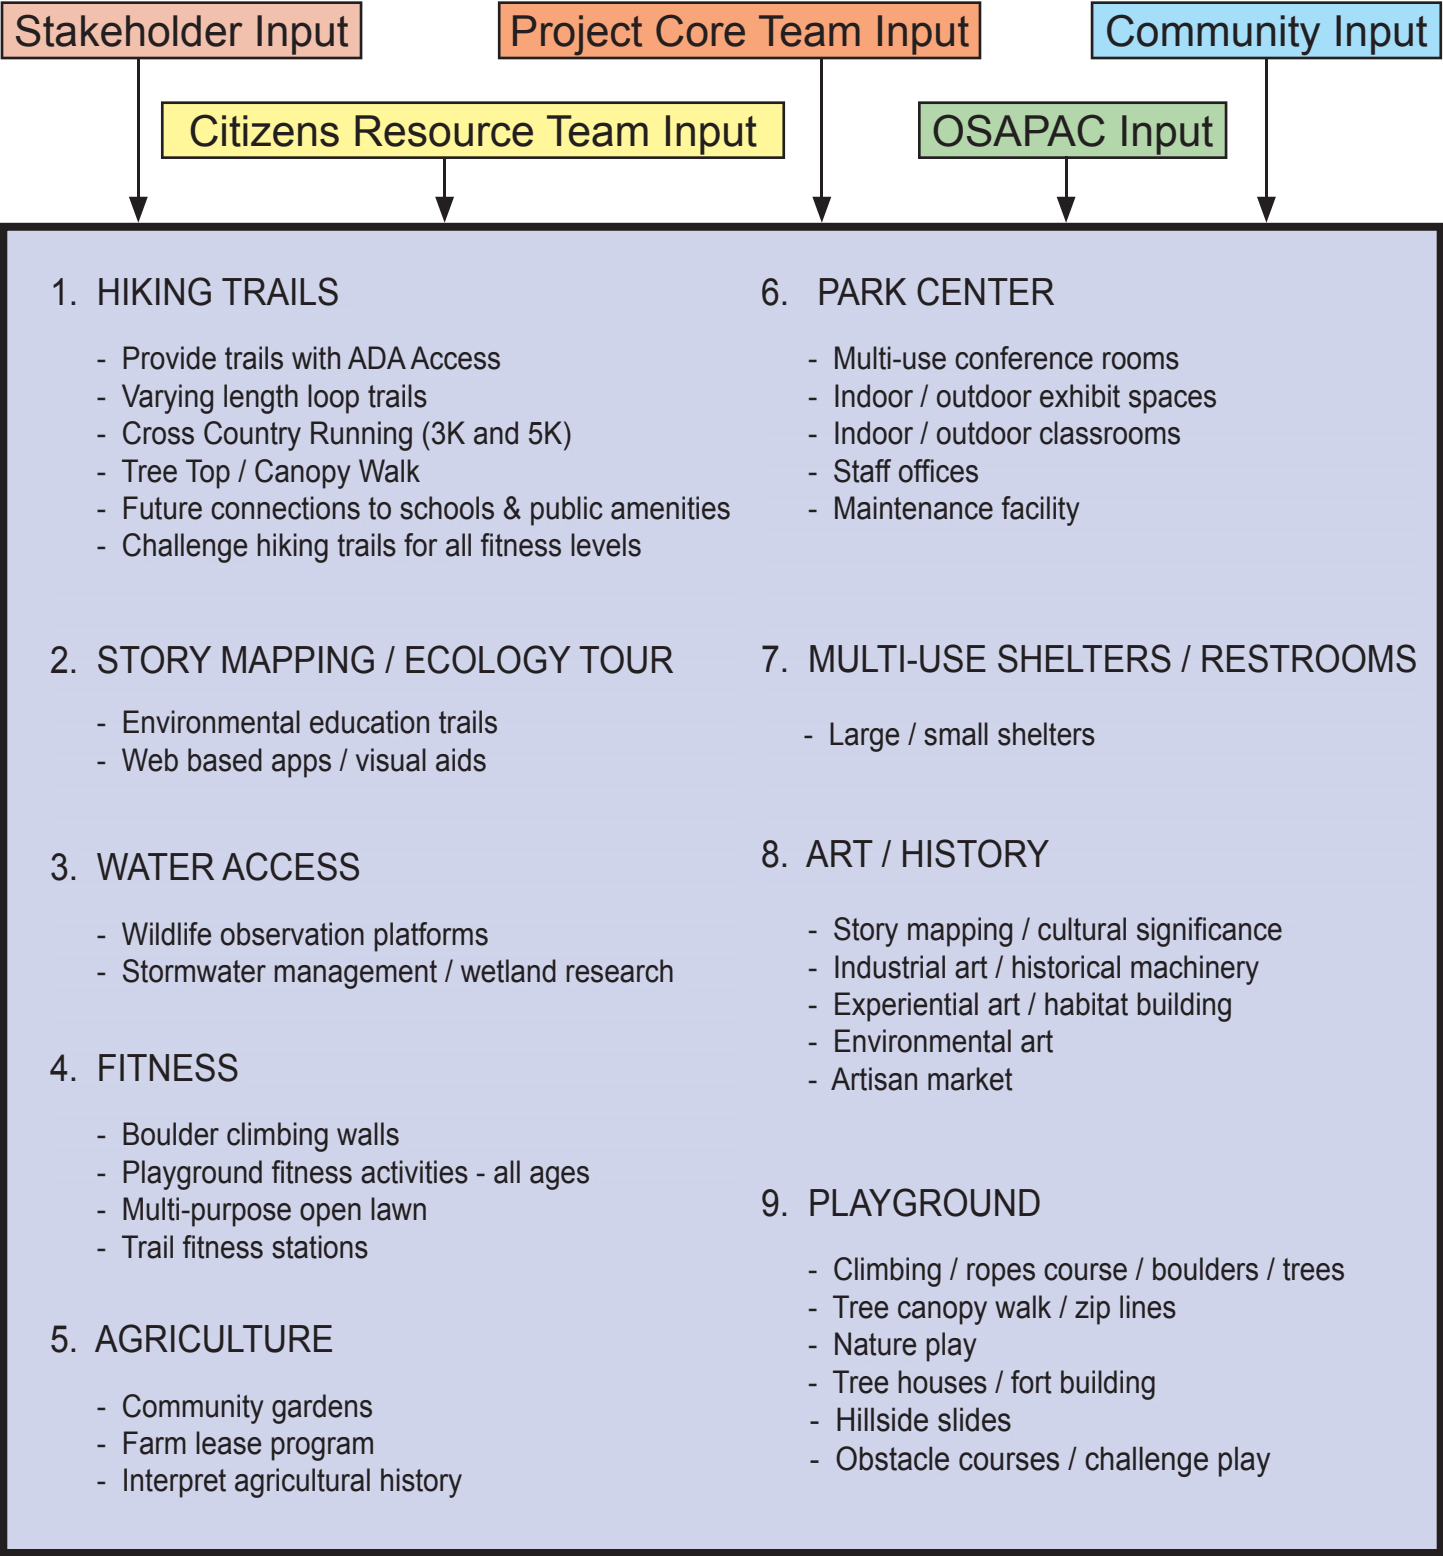 Stakeholder Input
Project Core Team Input
Community Input
Citizens Resource Team Input
OSAPAC Input
1. HIKING TRAILS
- Provide trails with ADA Access
- Varying length loop trails
- Cross Country Running (3K and 5K)
- Tree Top / Canopy Walk
- Future connections to schools & public amenities
- Challenge hiking trails for all fitness levels
2. STORY MAPPING / ECOLOGY TOUR
- Environmental education trails
- Web based apps / visual aids
3. WATER ACCESS
- Wildlife observation platforms
- Stormwater management / wetland research
4. FITNESS
- Boulder climbing walls
- Playground fitness activities - all ages
- Multi-purpose open lawn
- Trail fitness stations
5. AGRICULTURE
- Community gardens
- Farm lease program
- Interpret agricultural history
6. PARK CENTER
- Multi-use conference rooms
- Indoor / outdoor exhibit spaces
- Indoor / outdoor classrooms
- Staff offices
- Maintenance facility
7. MULTI-USE SHELTERS / RESTROOMS
- Large / small shelters
8. ART / HISTORY
- Story mapping / cultural significance
- Industrial art / historical machinery
- Experiential art / habitat building
- Environmental art
- Artisan market
9. PLAYGROUND
- Climbing / ropes course / boulders / trees
- Tree canopy walk / zip lines
- Nature play
- Tree houses / fort building
- Hillside slides
- Obstacle courses / challenge play